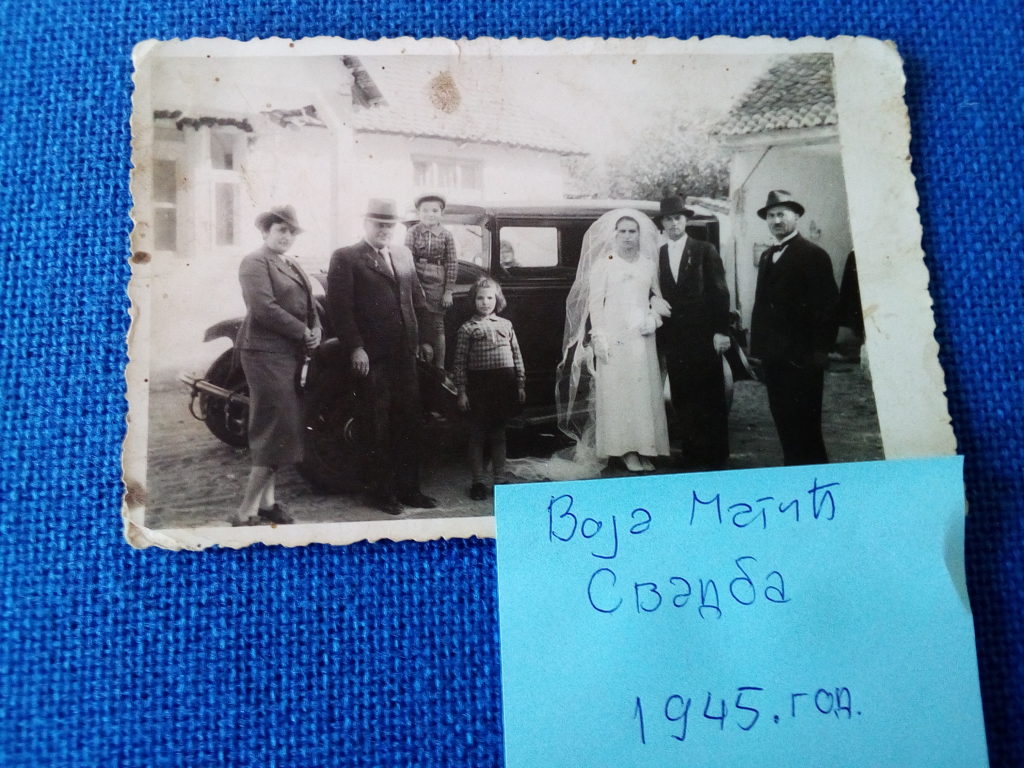 Воја Матић
Свадба
1945. год.